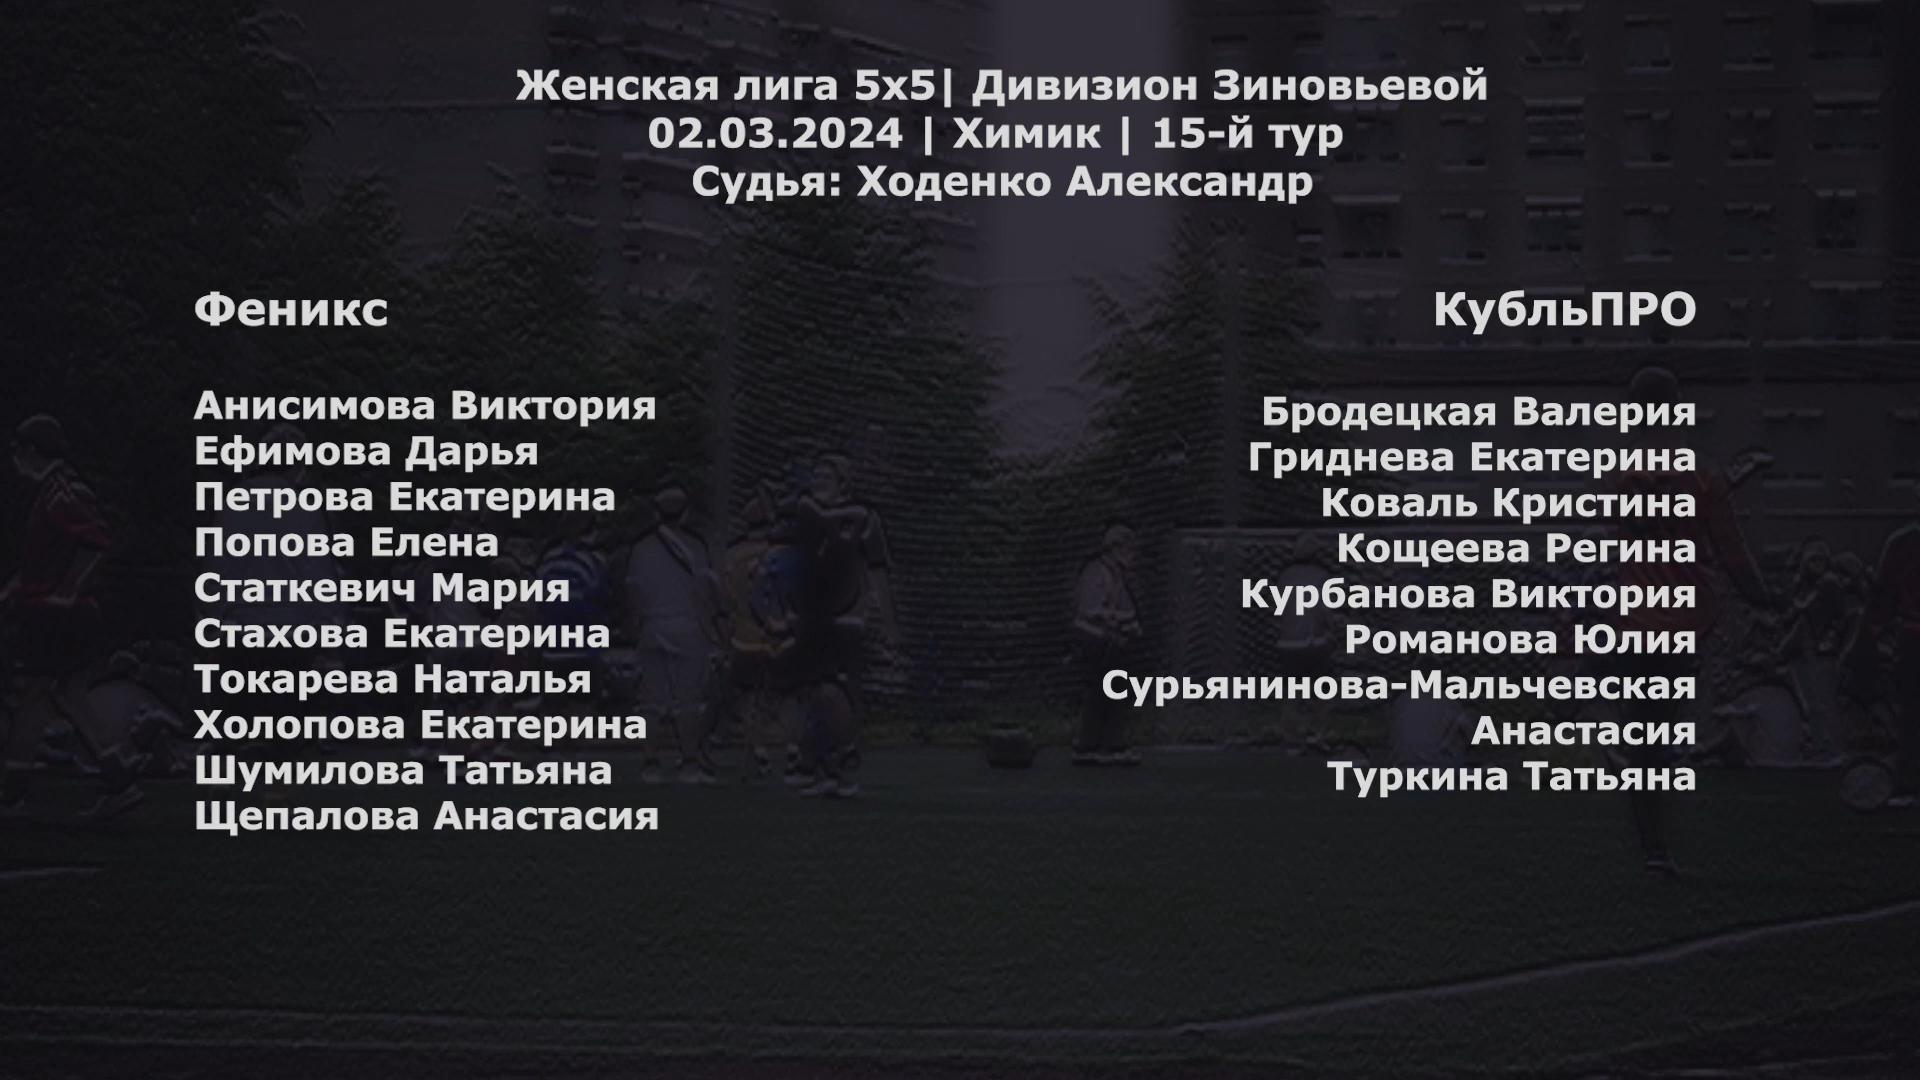 Женская лига 5х5| Дивизион Зиновьевой
02.03.2024 | Химик | 15-й тур
Судья: Ходенко Александр
Феникс
Анисимова Виктория
Ефимова Дарья
Петрова Екатерина
Попова Елена
Статкевич Мария
Стахова Екатерина
Токарева Наталья
Холопова Екатерина
Шумилова Татьяна
Щепалова Анастасия
КубльПРО
Бродецкая Валерия
Гриднева Екатерина
Коваль Кристина
Кощеева Регина
Курбанова Виктория
Романова Юлия
Сурьянинова-Мальчевская
Анастасия
Туркина Татьяна